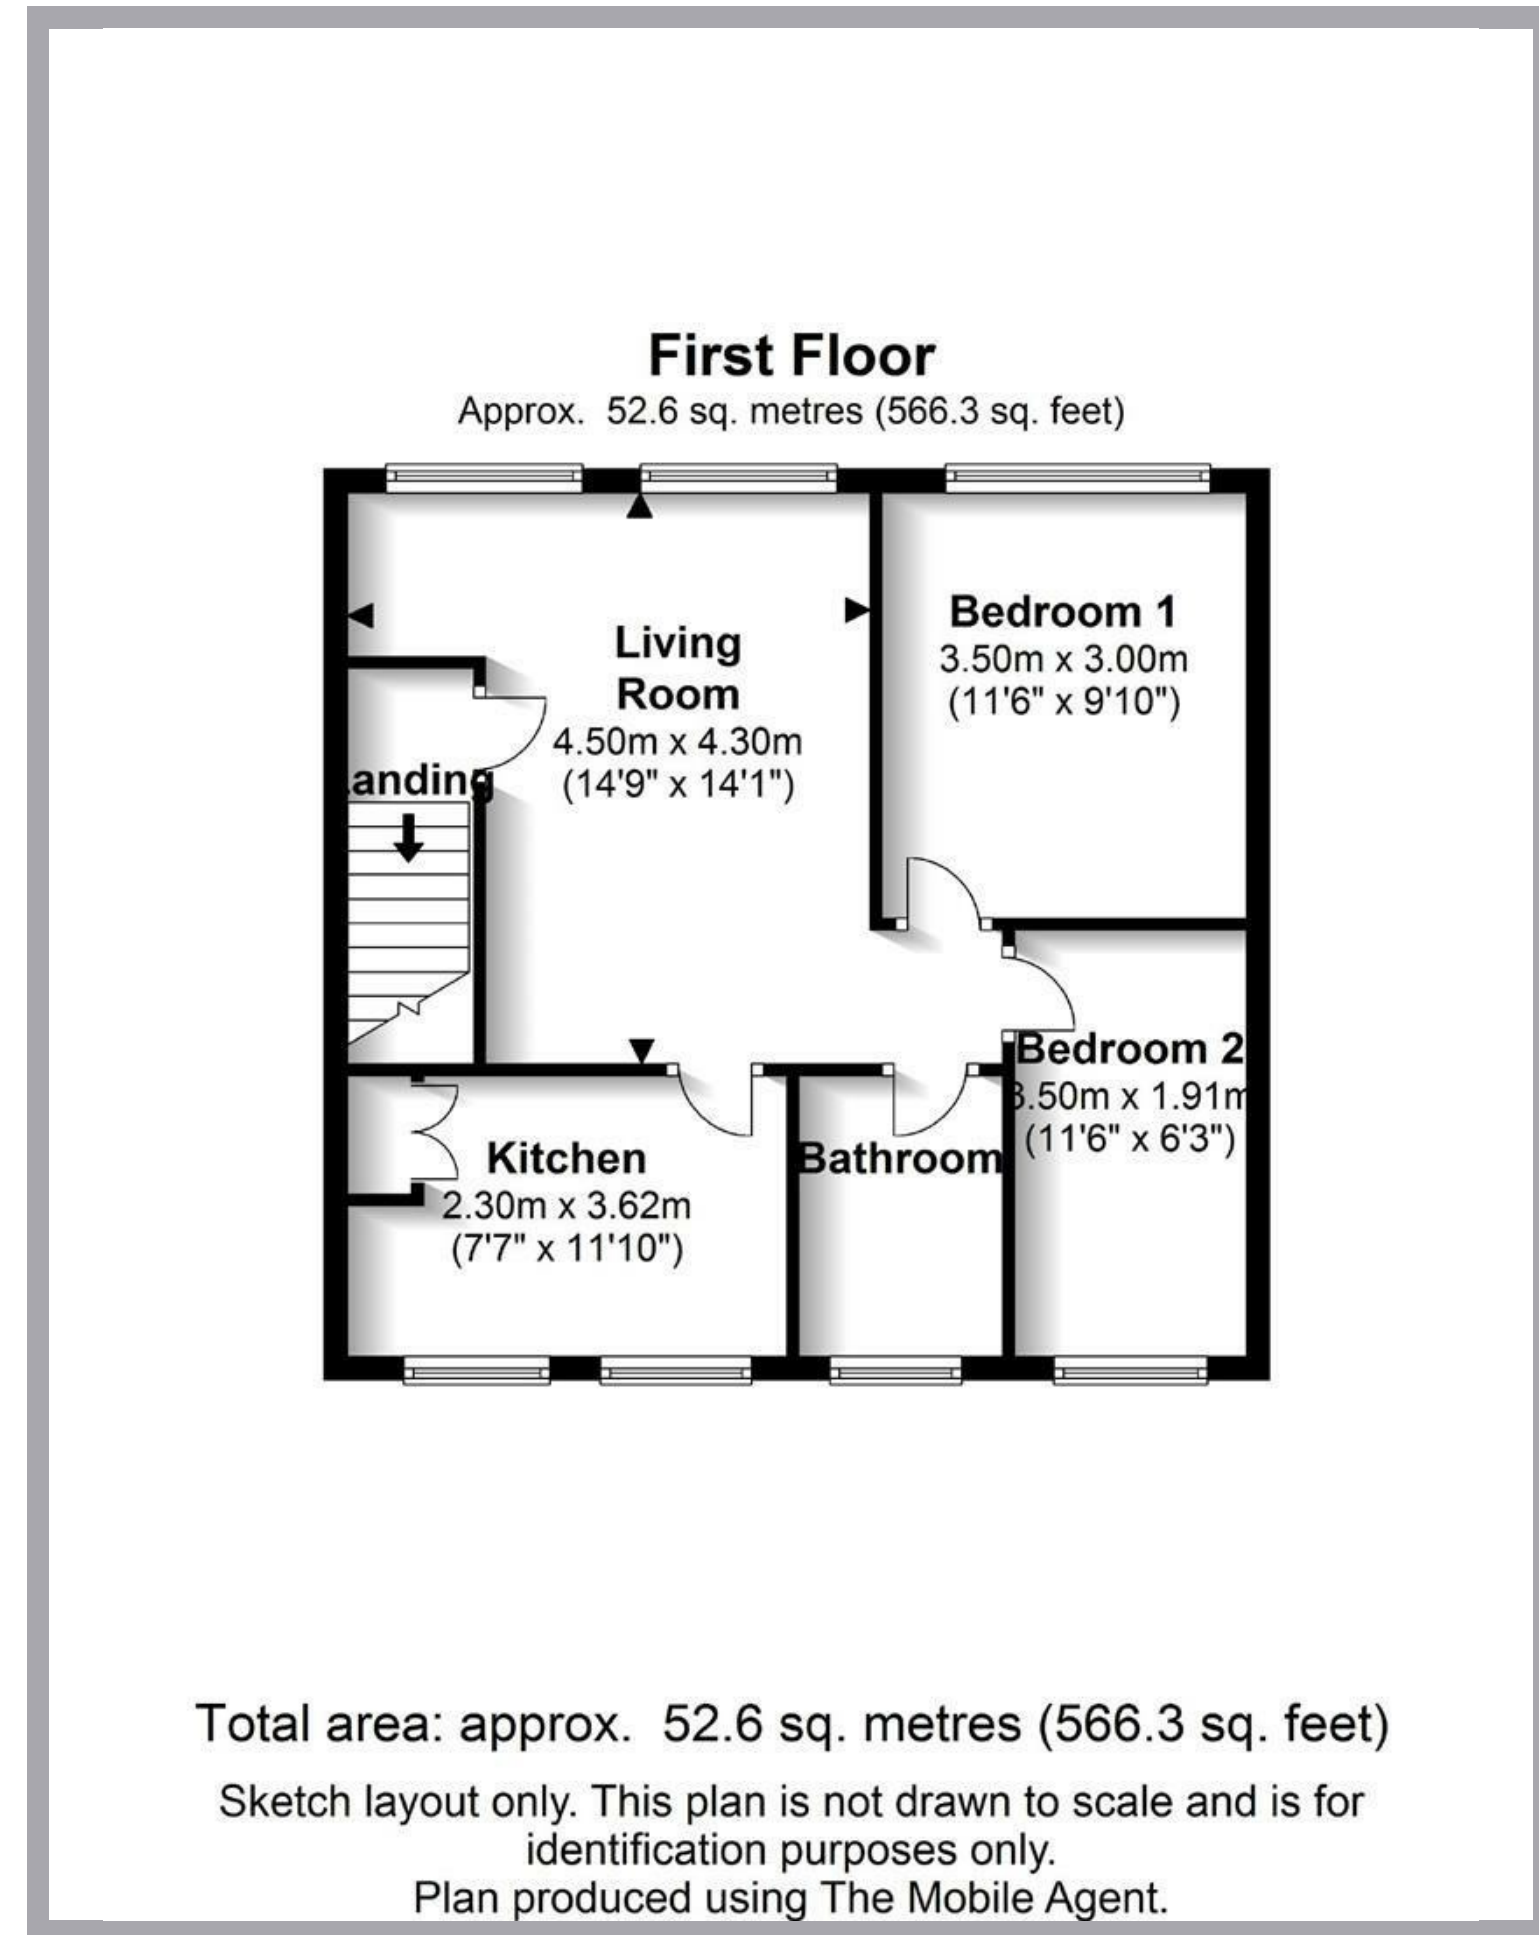 First Floor
Approx. 52.6 sq. metres (566.3 sq. feet)
Living
Room
4.50m x 4.30m
(14'9" x 14'1")
Bedroom 1
3.50m x 3.00m
(11'6" x 9'10")
Landing
Bedroom 2
3.50m x 1.91m
(11'6" x 6'3")
Kitchen
2.30m x 3.62m
(7'7" x 11'10")
Bathroom
Total area: approx. 52.6 sq. metres (566.3 sq. feet)
Sketch layout only. This plan is not drawn to scale and is for
identification purposes only.
Plan produced using The Mobile Agent.